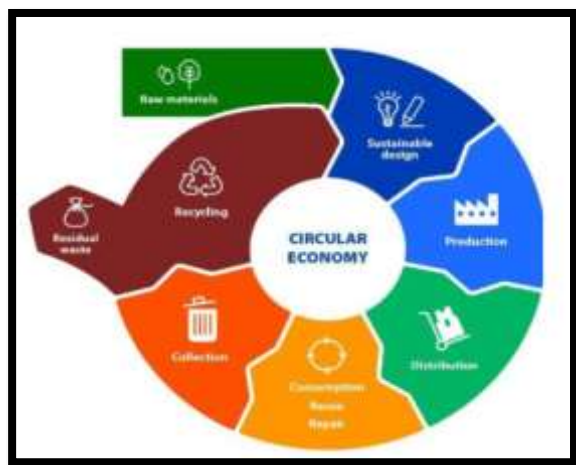 Raw materials
Sustainable
design
Production
Distribution
Consumption
Reuse
Repair
Collection
Recycling
Residual
waste
CIRCULAR
ECONOMY